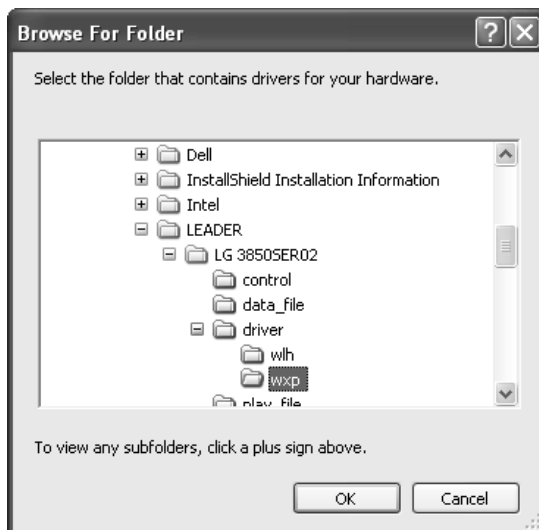 Browse For Folder
Select the folder that contains drivers for your hardware.
Dell
InstallShield Installation Information
Intel
LEADER
LG 3850SER02
control
data_file
driver
wlh
wxp
play_file
To view any subfolders, click a plus sign above.
OK
Cancel